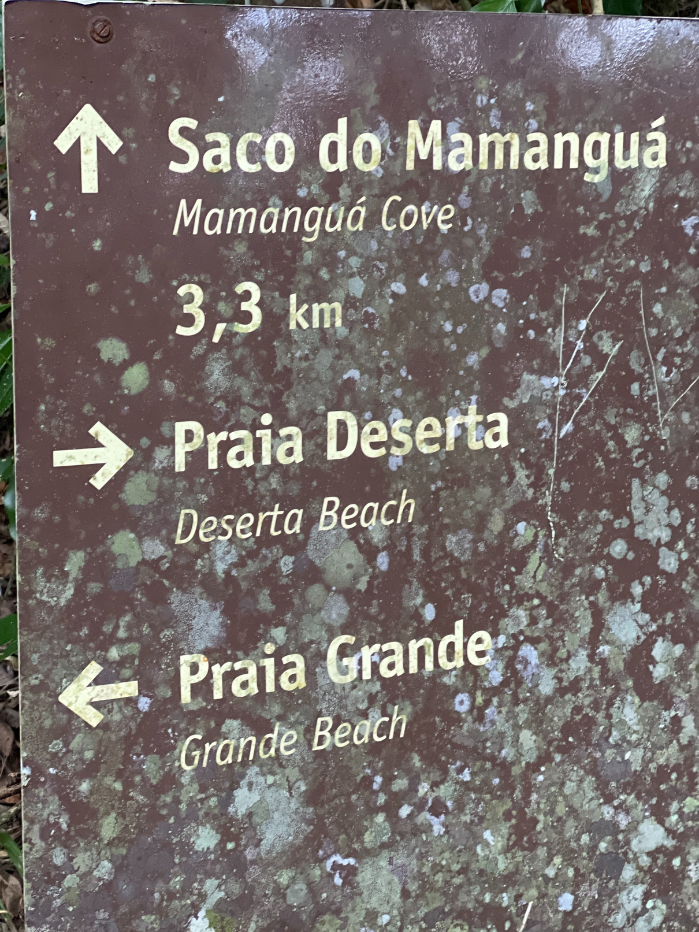 Saco do Mamanguá
Mamanguá Cove
3,3 km
Praia Deserta
Deserta Beach
Praia Grande
Grande Beach